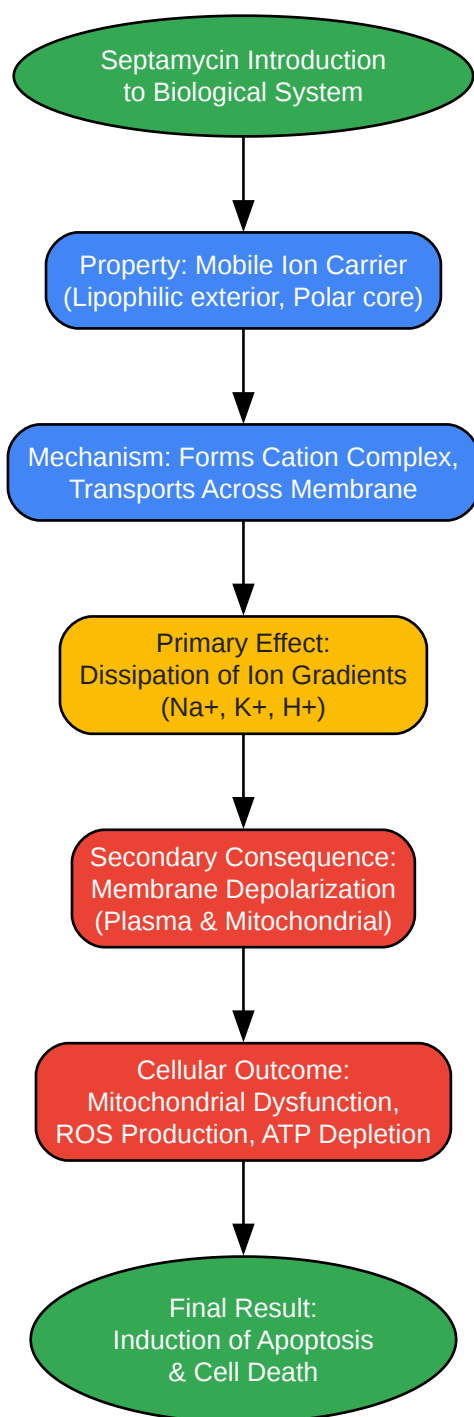 Septamycin Introduction
to Biological System
Property: Mobile Ion Carrier
(Lipophilic exterior, Polar core)
Mechanism: Forms Cation Complex,
Transports Across Membrane
Primary Effect:
Dissipation of Ion Gradients
(Na+, K+, H+)
Secondary Consequence:
Membrane Depolarization
(Plasma & Mitochondrial)
Cellular Outcome:
Mitochondrial Dysfunction,
ROS Production, ATP Depletion
Final Result:
Induction of Apoptosis
& Cell Death